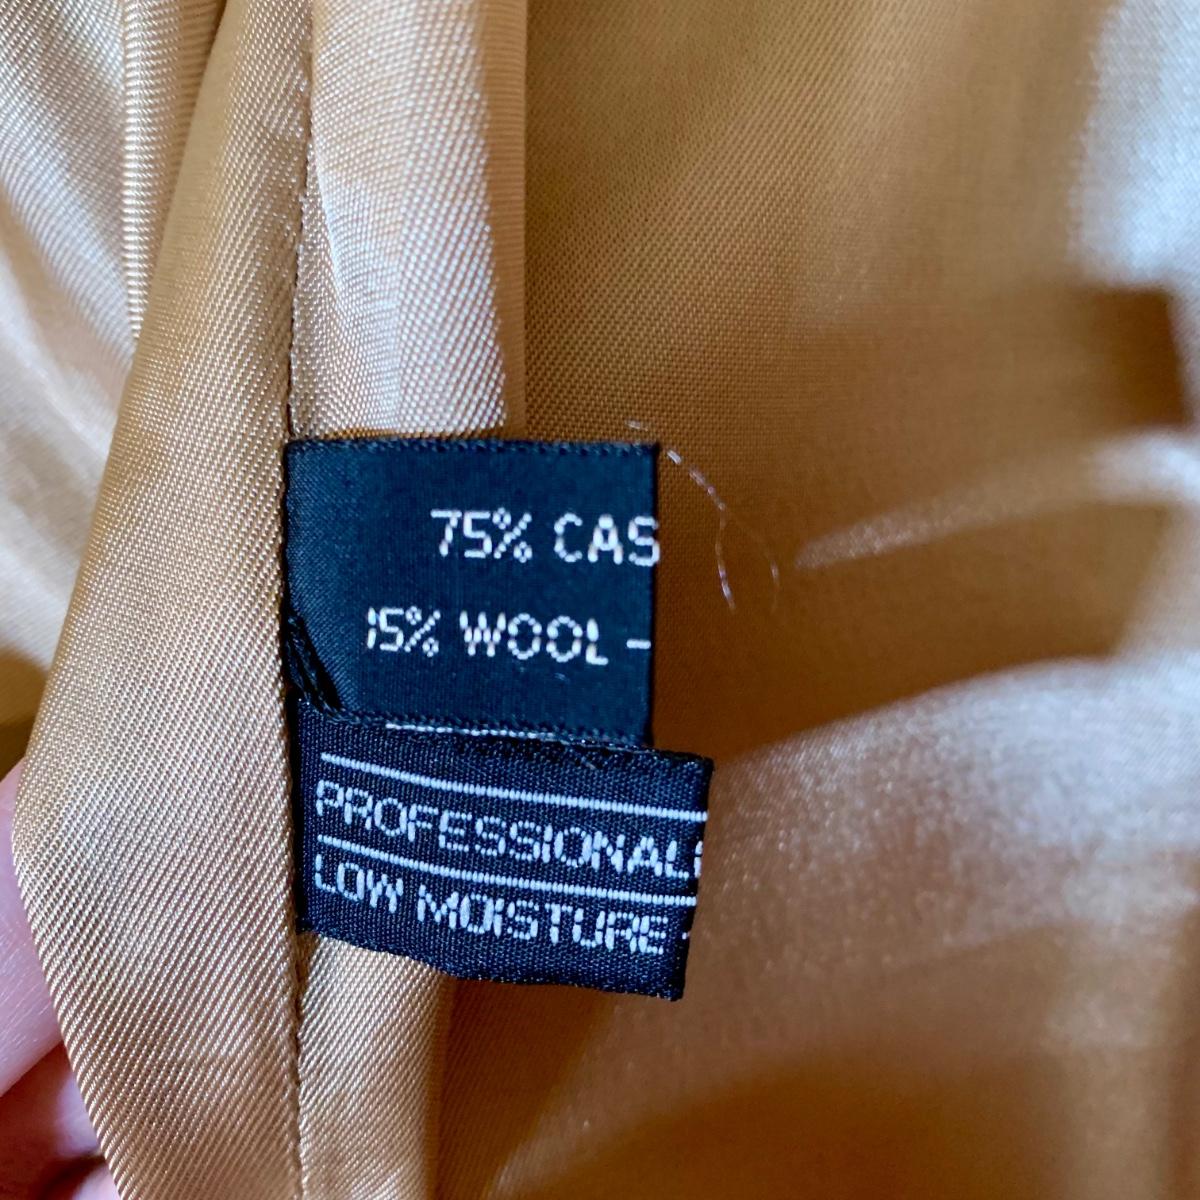 75% CAS
15% WOOL -
PROFESSIONAL
LOW MOISTURE -